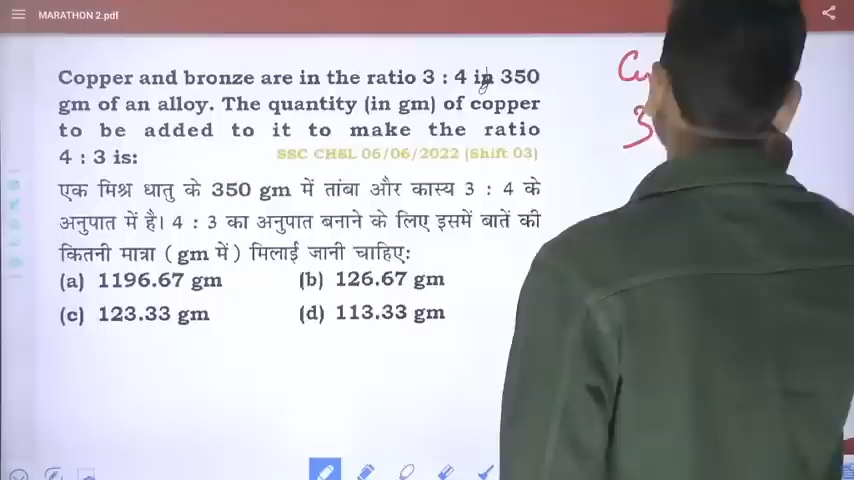 MARATHON 2.pdf
Copper and bronze are in the ratio 3 : 4 in 350
gm of an alloy. The quantity (in gm) of copper
to be added to it to make the ratio
4 : 3 is:
SSC CHSL 06/06/2022 (Shift 03)
एक मिश्र धातु के 350 gm में तांबा और कास्य 3 : 4 के
अनुपात में है। 4 : 3 का अनुपात बनाने के लिए इसमें बातें की
कितनी मात्रा ( gm में ) मिलाई जानी चाहिए:
(a) 1196.67 gm (b) 126.67 gm
(c) 123.33 gm (d) 113.33 gm
Cu
3